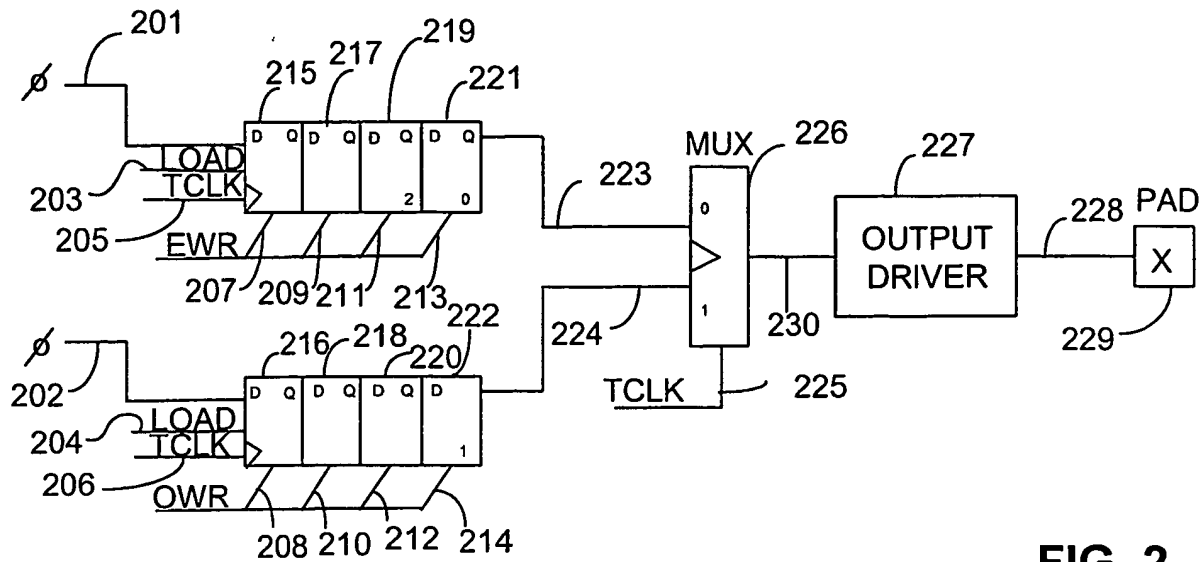 201
ø
215
217
219
221
D Q D Q D Q D Q
LOAD
203
TCLK
2 0
205
EWR
207
209
211
213
223
MUX
226
0
1
227
OUTPUT
DRIVER
228
PAD
X
229
230
224
222
ø
202
216
218
220
D Q D Q D Q D
LOAD
204
TCLK
1
206
OWR
208
210
212
214
TCLK
225
FIG. 2